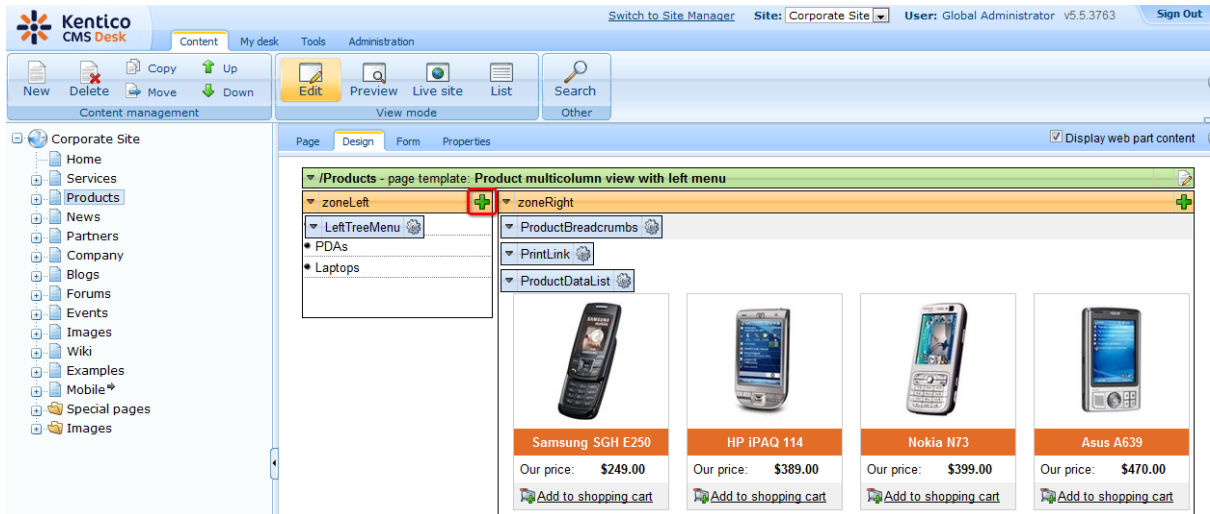 Kentico
CMS Desk
Switch to Site Manager Site: Corporate Site User: Global Administrator v5.5.3763 Sign Out
Content My desk Tools Administration
New Delete Copy Move Up Down
Content management
Edit Preview Live site List
View mode
Search
Other
Corporate Site
Home
Services
Products
News
Partners
Company
Blogs
Forums
Events
Images
Wiki
Examples
Mobile
Special pages
Images
Page Design Form Properties
Display web part content
/Products - page template: Product multicolumn view with left menu
zoneLeft
LeftTreeMenu
PDAs
Laptops
zoneRight
ProductBreadcrumbs
PrintLink
ProductDataList
SAMSUNG
Samsung SGH E250 HP iPAQ 114 Nokia N73 Asus A639
Our price: $249.00 Our price: $389.00 Our price: $399.00 Our price: $470.00
Add to shopping cart Add to shopping cart Add to shopping cart Add to shopping cart